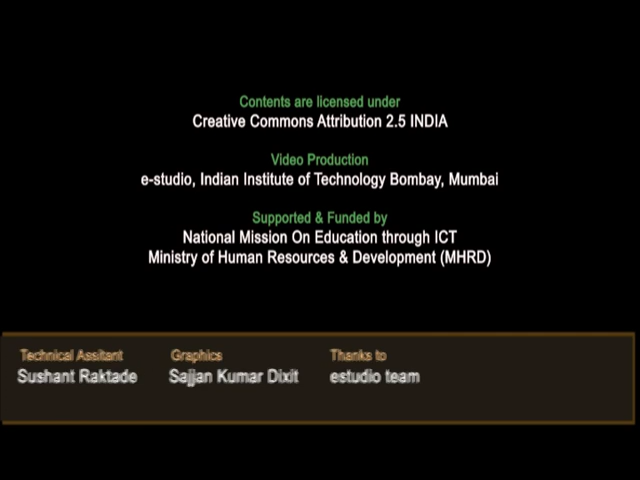 Contents are licensed under
Creative Commons Attribution 2.5 INDIA
Video Production
e-studio, Indian Institute of Technology Bombay, Mumbai
Supported & Funded by
National Mission On Education through ICT
Ministry of Human Resources & Development (MHRD)
Technical Assitant
Sushant Raktade
Graphics
Sajjan Kumar Dixit
Thanks to
estudio team